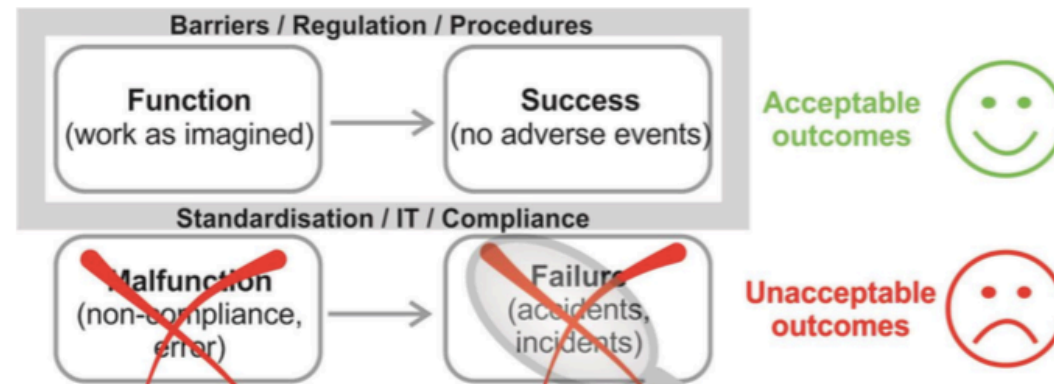 Barriers / Regulation / Procedures
Function
(work as imagined)
Success
(no adverse events)
Acceptable
outcomes
Standardisation / IT / Compliance
Malfunction
(non-compliance,
error)
Failure
(accidents,
incidents)
Unacceptable
outcomes